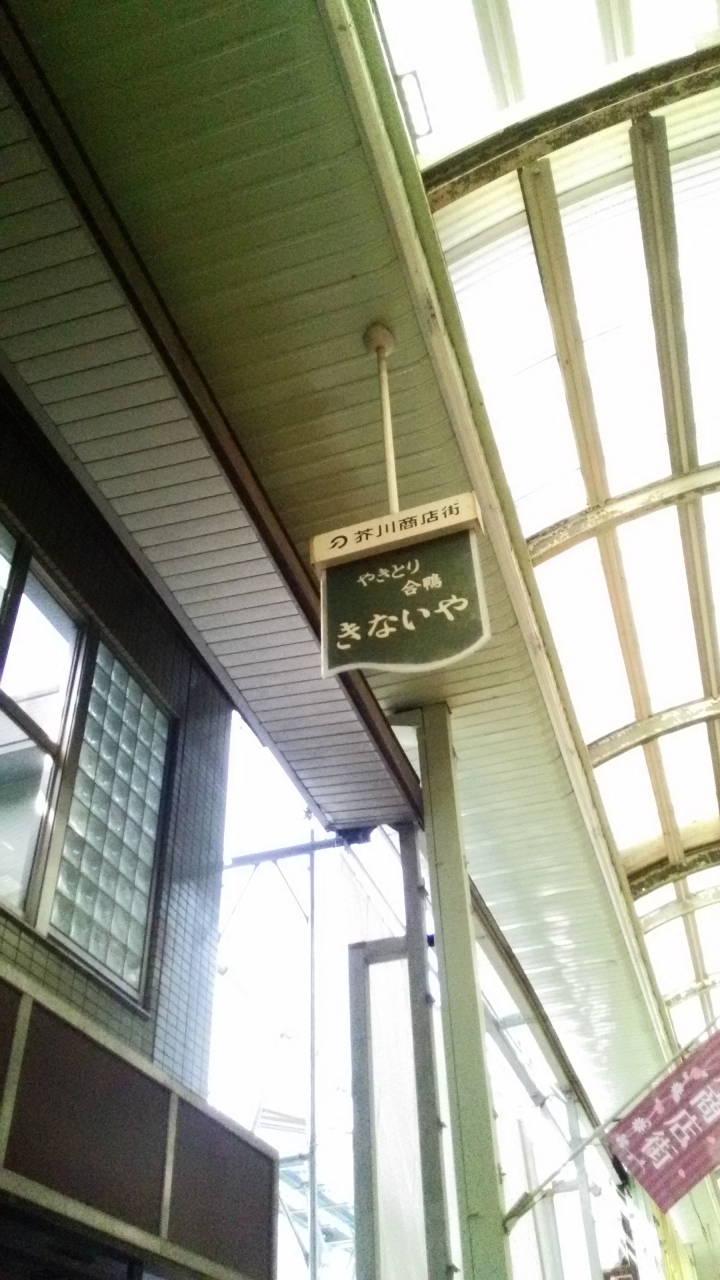 芥川商店街
やきとり
合鴨
きないや
商店街